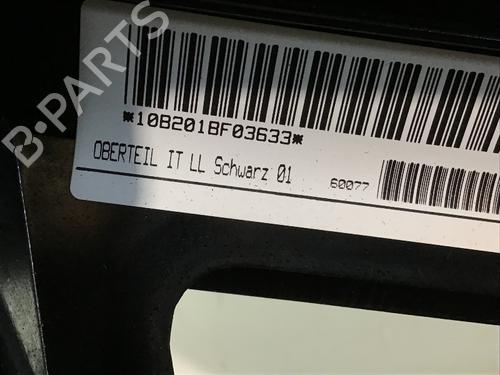 B-PARTS
*10B201BF03633*
OBERTEIL IT LL Schwarz 01
60077